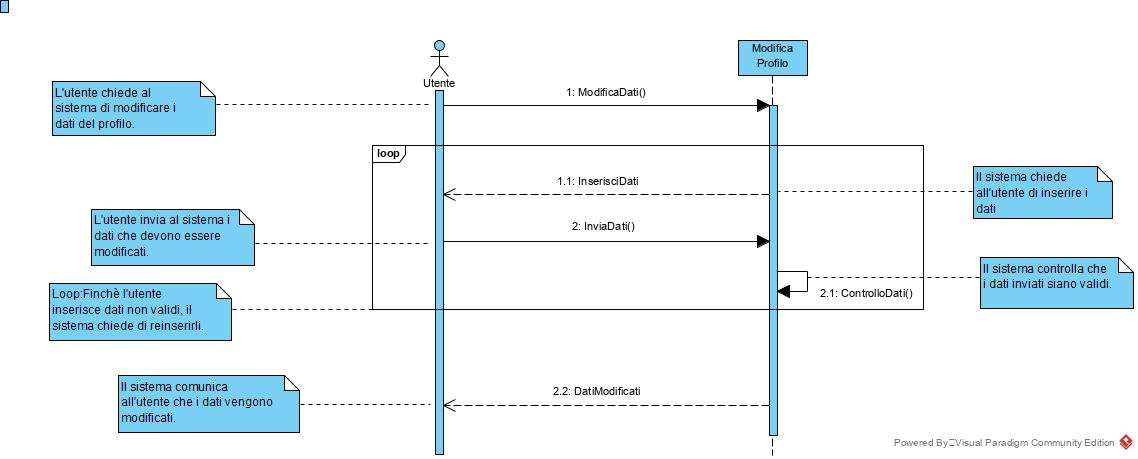 Utente
Modifica
Profilo
L'utente chiede al
sistema di modificare i
dati del profilo.
1: ModificaDati()
loop
1.1: InserisciDati
Il sistema chiede
all'utente di inserire i
dati
L'utente invia al sistema i
dati che devono essere
modificati.
2: InviaDati()
Il sistema controlla che
i dati inviati siano validi.
2.1: ControlloDati()
Loop:Finchè l'utente
inserisce dati non validi, il
sistema chiede di reinserirli.
Il sistema comunica
all'utente che i dati vengono
modificati.
2.2: DatiModificati
Powered By Visual Paradigm Community Edition